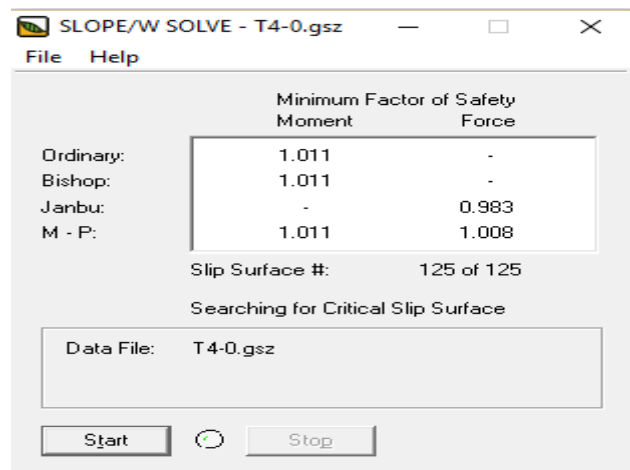 SLOPE/W SOLVE - T4-0.gsz
File Help
Minimum Factor of Safety
Moment Force
Ordinary: 1.011 -
Bishop: 1.011 -
Janbu: - 0.983
M - P: 1.011 1.008
Slip Surface #: 125 of 125
Searching for Critical Slip Surface
Data File: T4-0.gsz
Start Stop